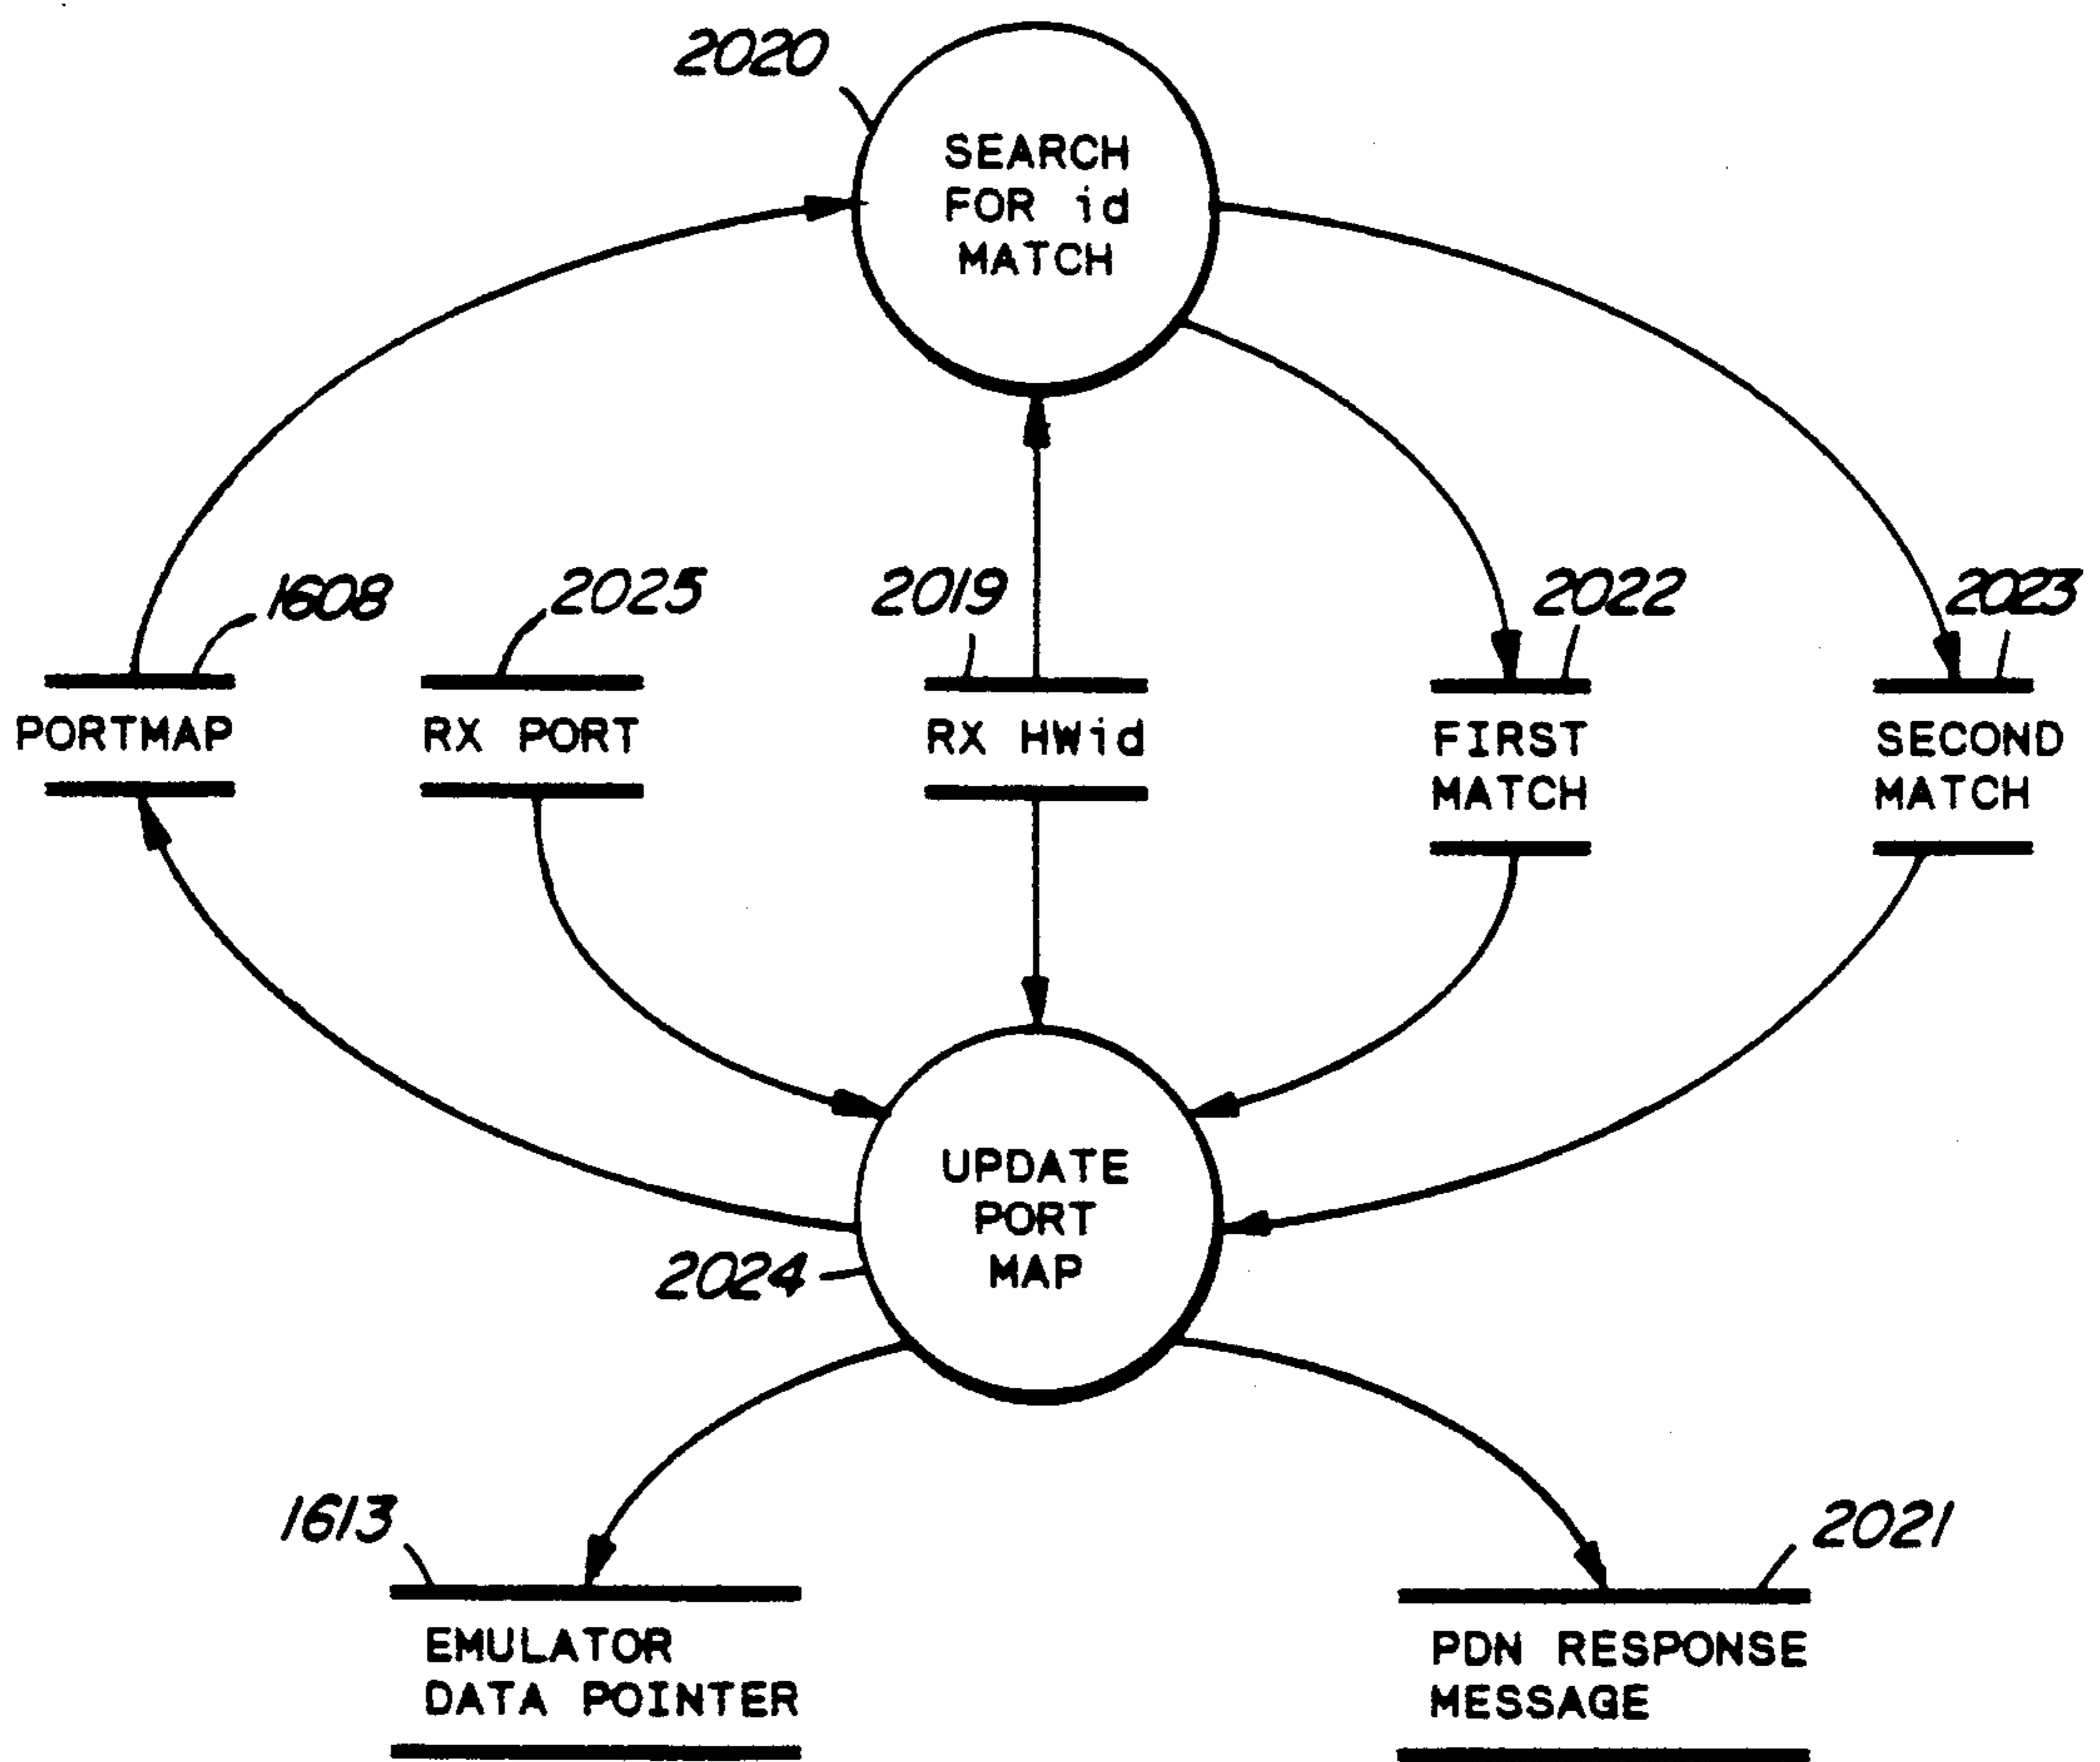 2020
SEARCH
FOR id
MATCH
1608
2025
2019
2022
2023
PORTMAP
RX PORT
RX HWid
FIRST
MATCH
SECOND
MATCH
UPDATE
PORT
MAP
2024
1613
2021
EMULATOR
DATA POINTER
PDN RESPONSE
MESSAGE